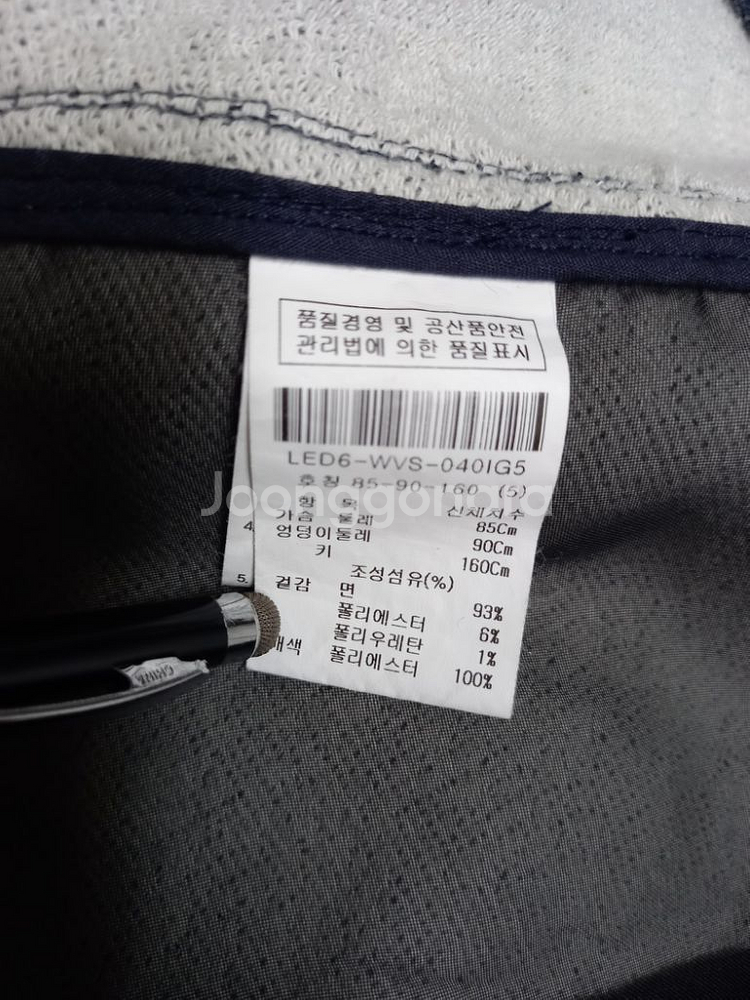 품질경영 및 공산품안전
관리법에 의한 품질표시
LED6-WVS-040IG5
호칭 85-90-160 (5)
항 목 신체치수
가슴 둘레 85Cm
엉덩이둘레 90Cm
키 160Cm
조성섬유(%)
겉감 면 93%
폴리에스터 6%
폴리우레탄 1%
배색 폴리에스터 100%
4
5
Joonggonara